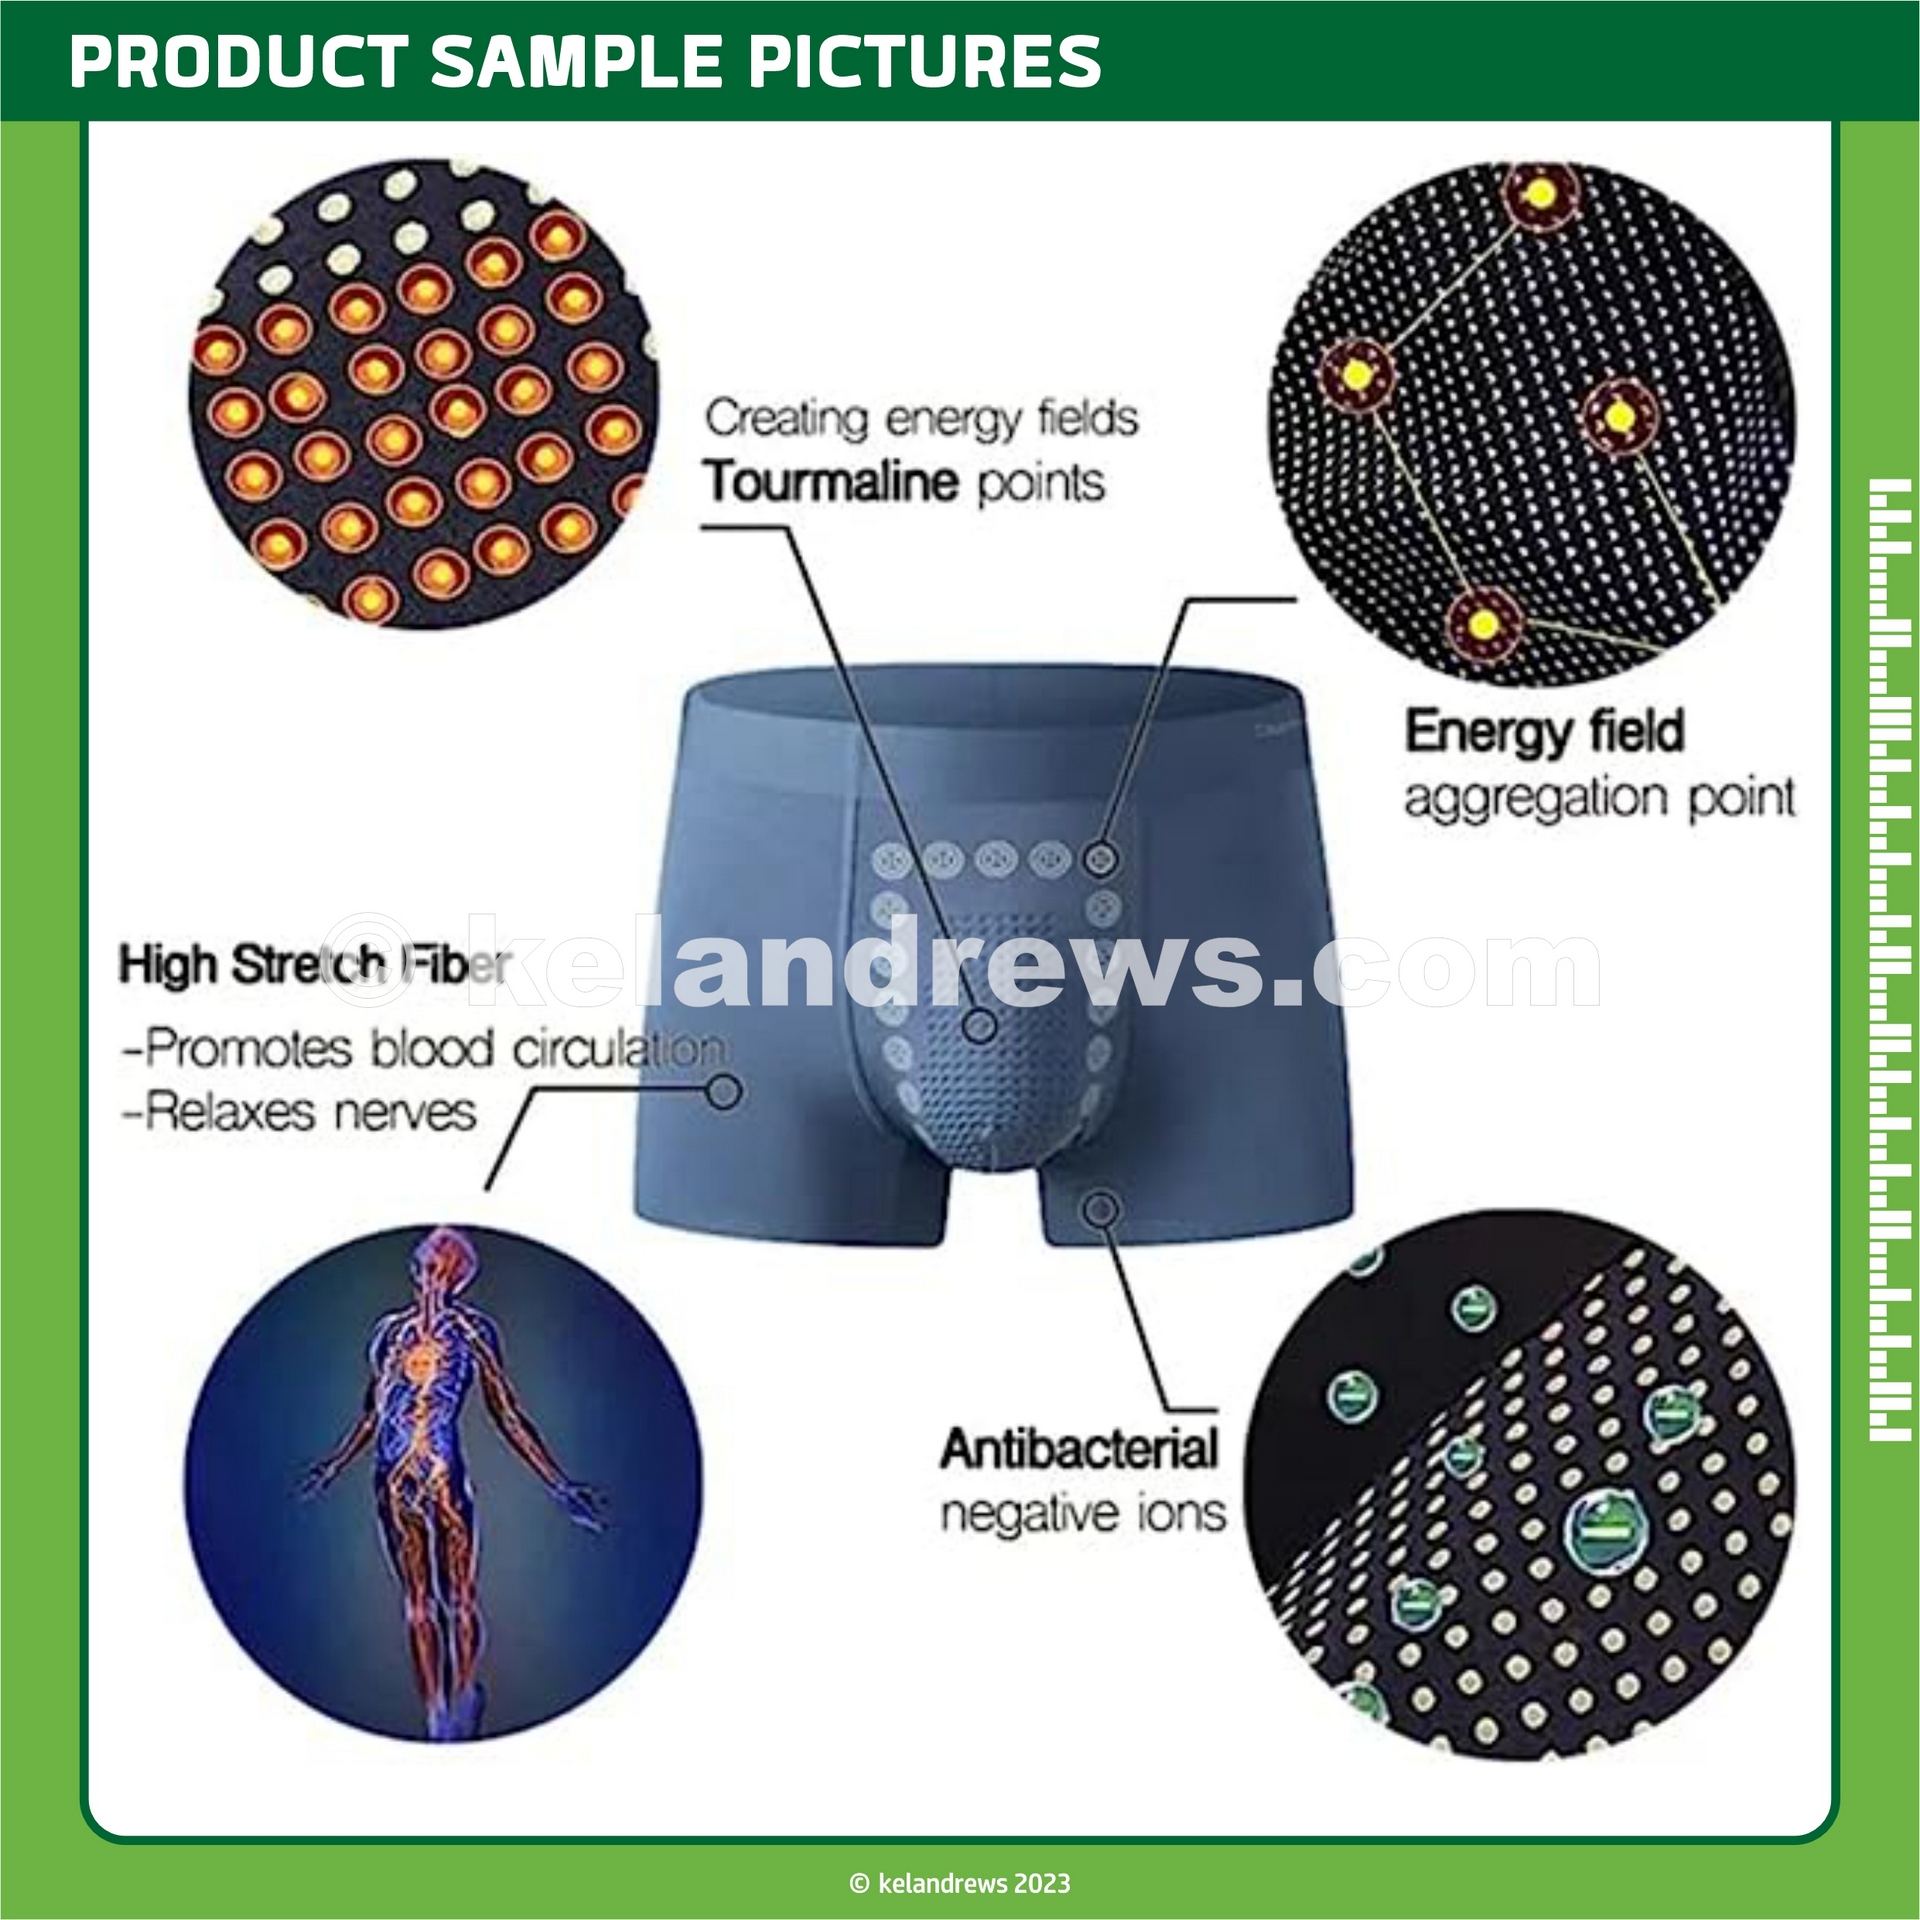 PRODUCT SAMPLE PICTURES
Creating energy fields
Tourmaline points
Energy field
aggregation point
© kelandrews.com
High Stretch Fiber
-Promotes blood circulation
-Relaxes nerves
Antibacterial
negative ions
© kelandrews 2023